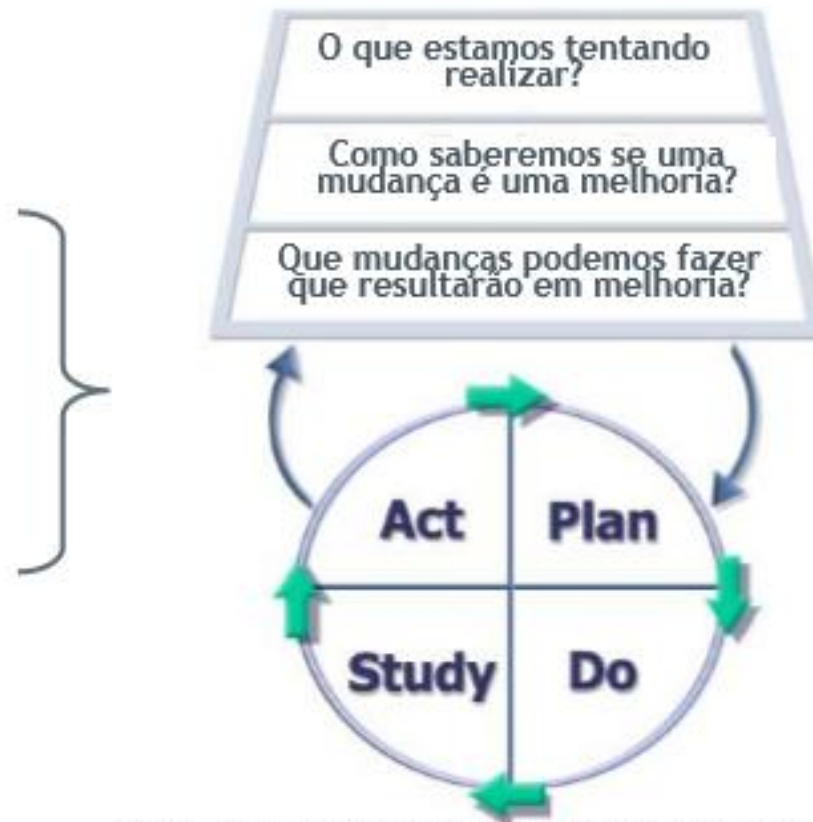 O que estamos tentando
realizar?
Como saberemos se uma
mudança é uma melhoria?
Que mudanças podemos fazer
que resultarão em melhoria?
Act Plan
Study Do